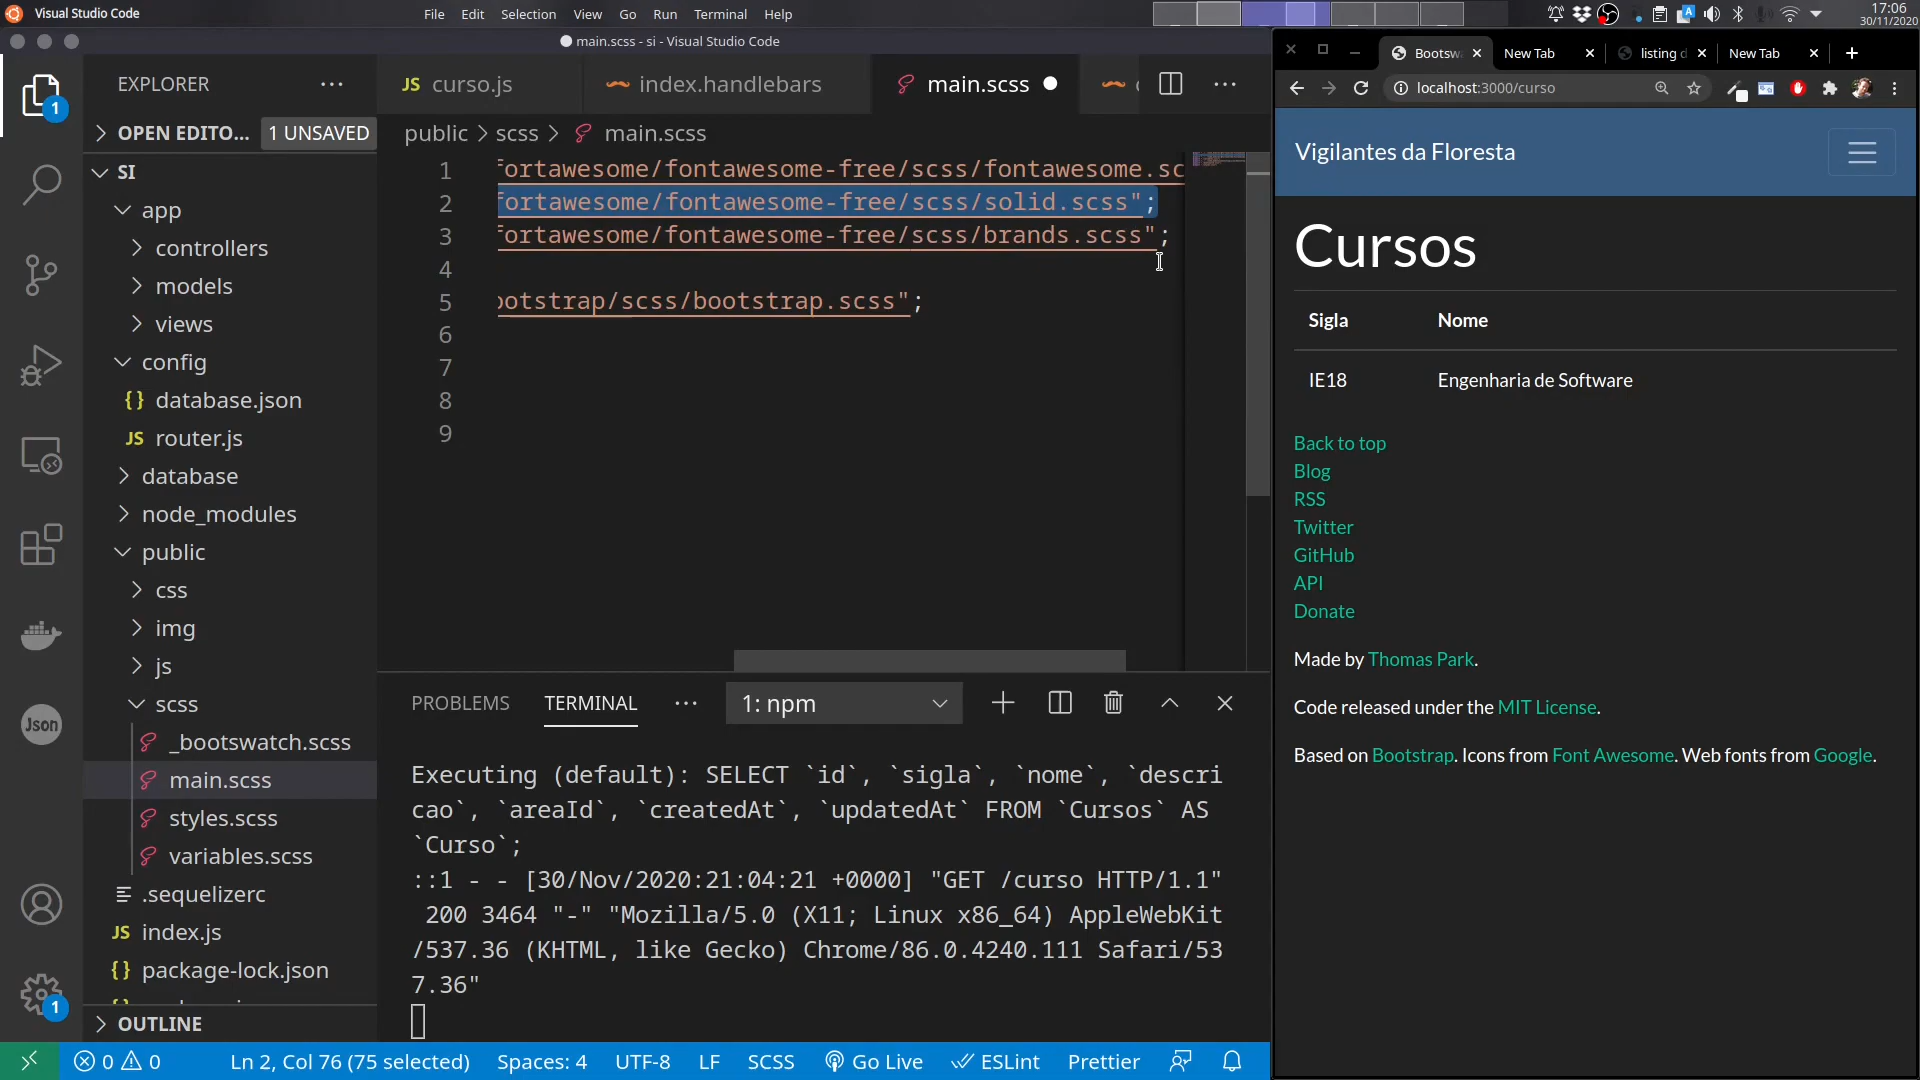 Visual Studio Code
File Edit Selection View Go Run Terminal Help
17:06
30/11/2020
main.scss - si - Visual Studio Code
EXPLORER
OPEN EDITO... 1 UNSAVED
SI
app
controllers
models
views
config
{} database.json
JS router.js
database
node_modules
public
css
img
js
scss
_bootswatch.scss
main.scss
styles.scss
variables.scss
.sequelizerc
JS index.js
{} package-lock.json
OUTLINE
1
Json
1
JS curso.js
index.handlebars
main.scss
public > scss > main.scss
1 fortawesome/fontawesome-free/scss/fontawesome.sc
2 fortawesome/fontawesome-free/scss/solid.scss";
3 fortawesome/fontawesome-free/scss/brands.scss";
4
5 ootstrap/scss/bootstrap.scss";
6
7
8
9
PROBLEMS TERMINAL ... 1: npm
Executing (default): SELECT `id`, `sigla`, `nome`, `descri
cao`, `areaId`, `createdAt`, `updatedAt` FROM `Cursos` AS
`Curso`;
::1 - - [30/Nov/2020:21:04:21 +0000] "GET /curso HTTP/1.1"
200 3464 "-" "Mozilla/5.0 (X11; Linux x86_64) AppleWebKit
/537.36 (KHTML, like Gecko) Chrome/86.0.4240.111 Safari/53
7.36"
0 0 Ln 2, Col 76 (75 selected) Spaces: 4 UTF-8 LF SCSS Go Live ESLint Prettier
Bootsw New Tab listing d New Tab
localhost:3000/curso
Vigilantes da Floresta
Cursos
Sigla Nome
IE18 Engenharia de Software
Back to top
Blog
RSS
Twitter
GitHub
API
Donate
Made by Thomas Park.
Code released under the MIT License.
Based on Bootstrap. Icons from Font Awesome. Web fonts from Google.